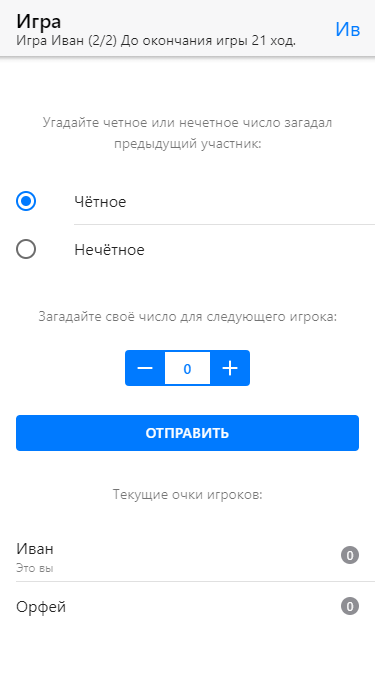 Игра
Игра Иван (2/2) До окончания игры 21 ход.
Ив
Угадайте четное или нечетное число загадал
предыдущий участник:
Чётное
Нечётное
Загадайте своё число для следующего игрока:
0
ОТПРАВИТЬ
Текущие очки игроков:
Иван
Это вы
0
Орфей
0